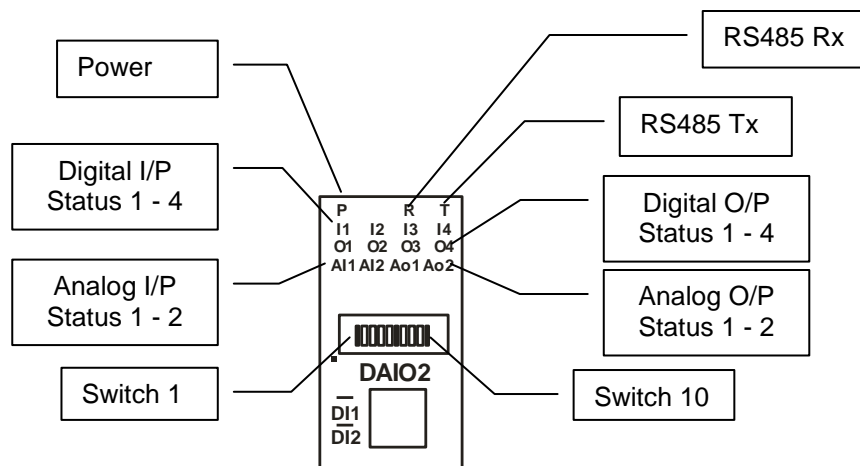 RS485 Rx
Power
RS485 Tx
Digital I/P
Status 1 - 4
Digital O/P
Status 1 - 4
P R T
I1 I2 I3 I4
O1 O2 O3 O4
AI1 AI2 Ao1 Ao2
Analog I/P
Status 1 - 2
Analog O/P
Status 1 - 2
Switch 1
DAIO2
Switch 10
DI1
DI2